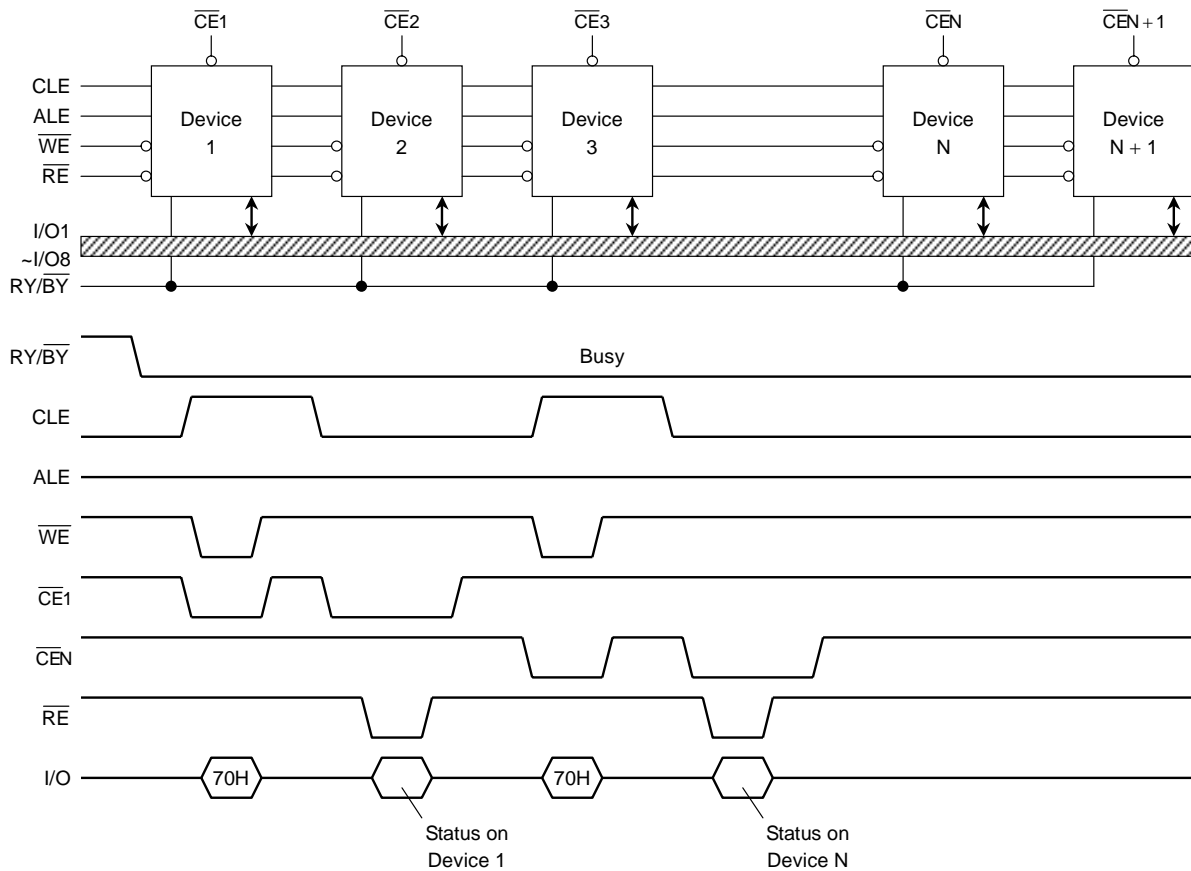 CE1 CE2 CE3 CEN CEN + 1
CLE
ALE
WE
RE
Device 1
Device 2
Device 3
Device N
Device N + 1
I/O1
~I/O8
RY/BY
RY/BY
Busy
CLE
ALE
WE
CE1
CEN
RE
I/O
70H
70H
Status on
Device 1
Status on
Device N